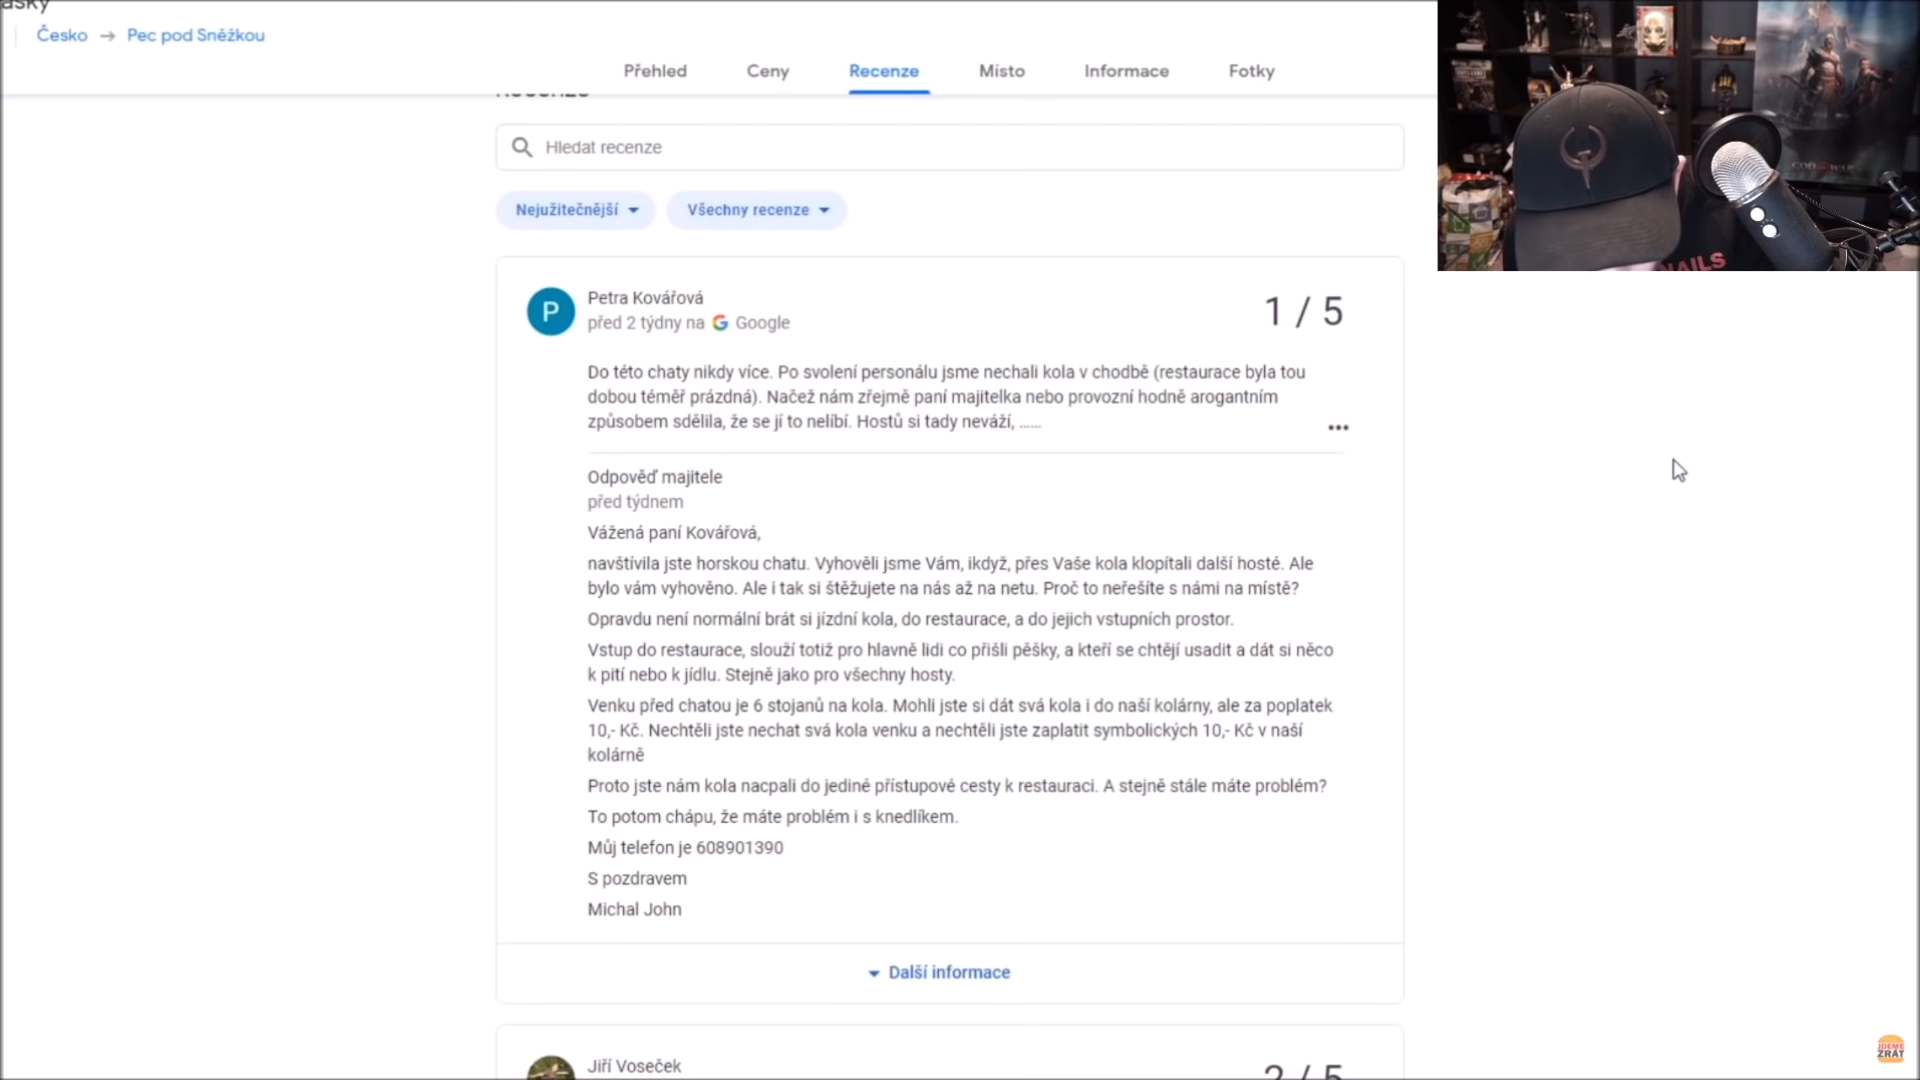 Česko → Pec pod Sněžkou
Přehled
Ceny
Recenze
Místo
Informace
Fotky
Hledat recenze
Nejužitečnější
Všechny recenze
P
Petra Kovářová
1 / 5
před 2 týdny na Google
Do této chaty nikdy více. Po svolení personálu jsme nechali kola v chodbě (restaurace byla tou
dobou téměř prázdná). Načež nám zřejmě paní majitelka nebo provozní hodně arogantním
způsobem sdělila, že se jí to nelíbí. Hostů si tady neváží, ......
Odpověď majitele
před týdnem
Vážená paní Kovářová,
navštívila jste horskou chatu. Vyhověli jsme Vám, ikdyž, přes Vaše kola klopítali další hosté. Ale
bylo vám vyhověno. Ale i tak si štěžujete na nás až na netu. Proč to neřešíte s námi na místě?
Opravdu není normální brát si jízdní kola, do restaurace, a do jejich vstupních prostor.
Vstup do restaurace, slouží totiž pro hlavně lidi co přišli pěšky, a kteří se chtějí usadit a dát si něco
k pití nebo k jídlu. Stejně jako pro všechny hosty.
Venku před chatou je 6 stojanů na kola. Mohli jste si dát svá kola i do naší kolárny, ale za poplatek
10,- Kč. Nechtěli jste nechat svá kola venku a nechtěli jste zaplatit symbolických 10,- Kč v naší
kolárně
Proto jste nám kola nacpali do jediné přístupové cesty k restauraci. A stejně stále máte problém?
To potom chápu, že máte problém i s knedlíkem.
Můj telefon je 608901390
S pozdravem
Michal John
Další informace
Jiří Voseček
2 / 5
GOD OF WAR
NAILS
JDEME
ŽRÁT